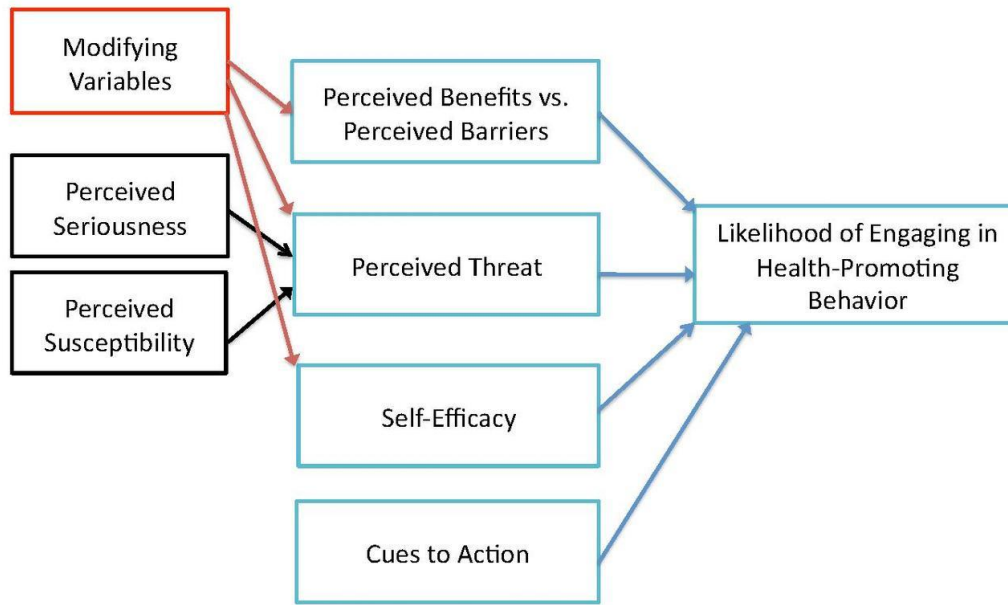 Modifying
Variables
Perceived
Seriousness
Perceived
Susceptibility
Perceived Benefits vs.
Perceived Barriers
Perceived Threat
Self-Efficacy
Cues to Action
Likelihood of Engaging in
Health-Promoting
Behavior